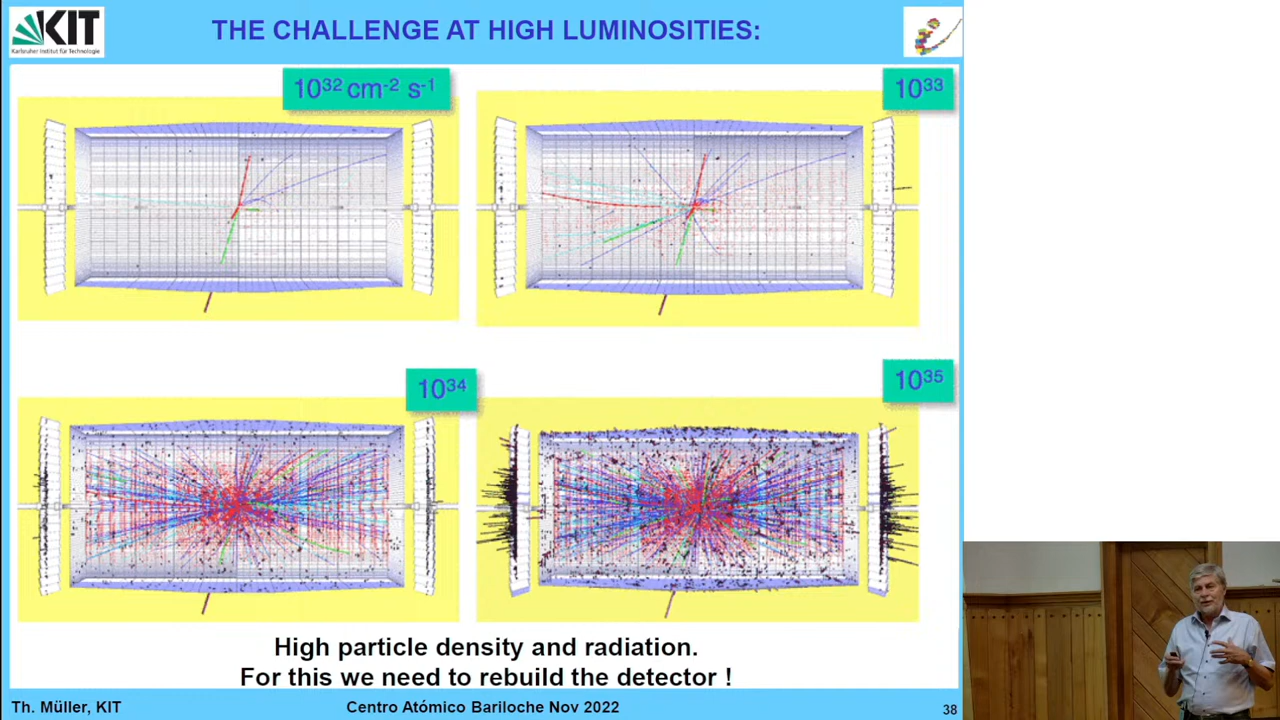 KIT
Karlsruher Institut für Technologie
THE CHALLENGE AT HIGH LUMINOSITIES:
10³² cm⁻² s⁻¹
10³³
10³⁴
10³⁵
High particle density and radiation.
For this we need to rebuild the detector !
Th. Müller, KIT
Centro Atómico Bariloche Nov 2022
38